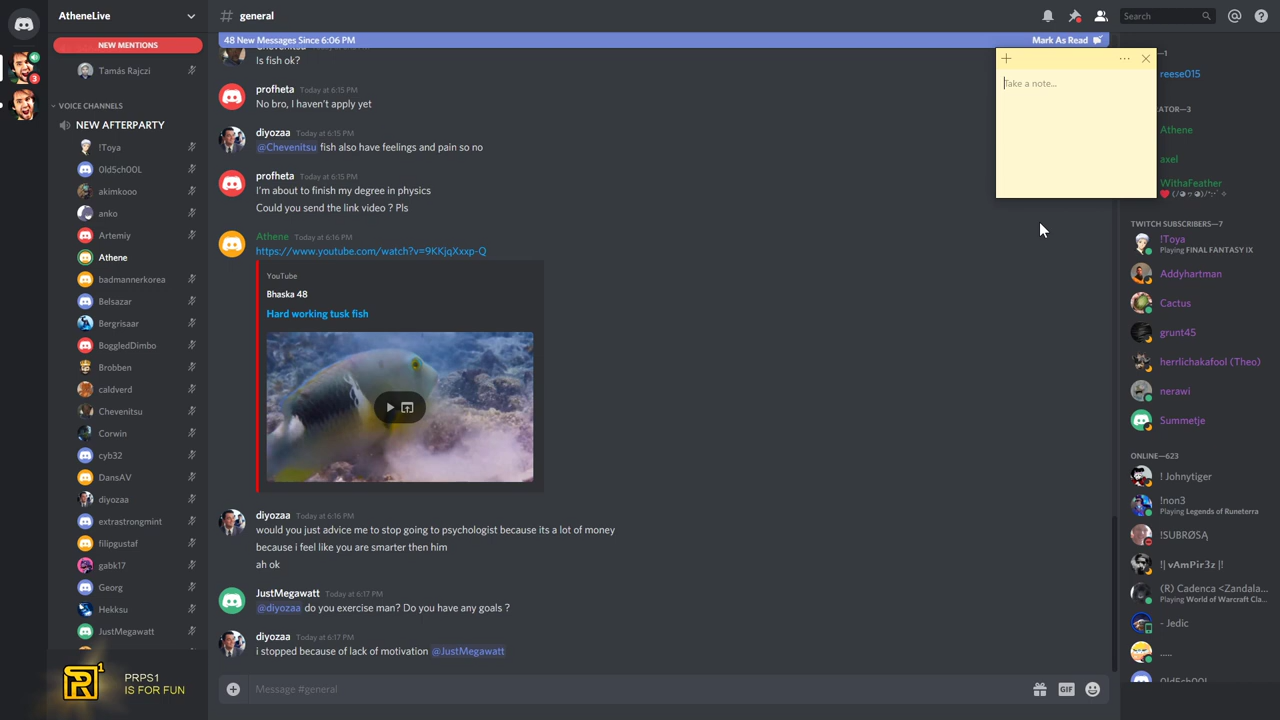 AtheneLive
NEW MENTIONS
Tamás Rajczi
VOICE CHANNELS
NEW AFTERPARTY
!Toya
0ld5ch00L
akimkooo
anko
Artemiy
Athene
badmannerkorea
Belsazar
Bergrisaar
BoggledDimbo
Brobben
caldverd
Chevenitsu
Corwin
cyb32
DansAV
diyozaa
extrastrongmint
filipgustaf
gabk17
Georg
Hekksu
JustMegawatt
PRPS1
IS FOR FUN
# general
Search
48 New Messages Since 6:06 PM
Mark As Read
Chevenitsu
Is fish ok?
profheta Today at 6:15 PM
No bro, I haven't apply yet
diyozaa Today at 6:15 PM
@Chevenitsu fish also have feelings and pain so no
profheta Today at 6:15 PM
I'm about to finish my degree in physics
Could you send the link video ? Pls
Athene Today at 6:16 PM
https://www.youtube.com/watch?v=9KKjqXxxp-Q
YouTube
Bhaska 48
Hard working tusk fish
diyozaa Today at 6:16 PM
would you just advice me to stop going to psychologist because its a lot of money
because i feel like you are smarter then him
ah ok
JustMegawatt Today at 6:17 PM
@diyozaa do you exercise man? Do you have any goals ?
diyozaa Today at 6:17 PM
i stopped because of lack of motivation @JustMegawatt
Message #general
GIF
Take a note...
—1
reese015
RATOR—3
Athene
axel
WithaFeather
TWITCH SUBSCRIBERS—7
!Toya
Playing FINAL FANTASY IX
Addyhartman
Cactus
grunt45
herrlichakafool (Theo)
nerawi
Summetje
ONLINE—623
! Johnytiger
!non3
Playing Legends of Runeterra
!SUBRØSĄ
!| vAmPir3z |!
(R) Cadenca <Zandala...
Playing World of Warcraft Cla...
- Jedic
.....
0ld5ch00L